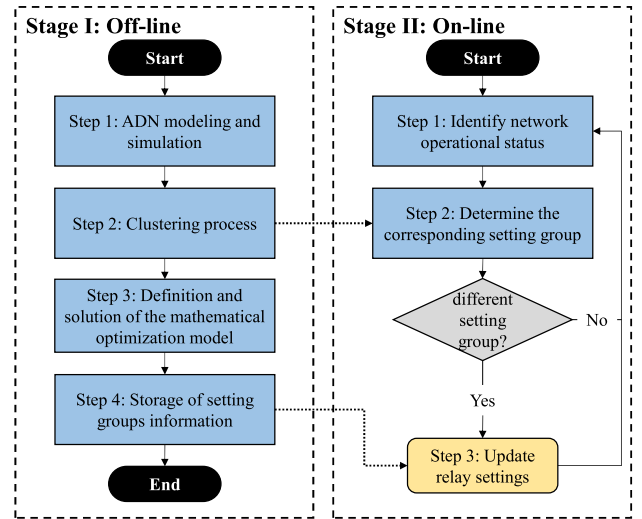 Stage I: Off-line
Start
Step 1: ADN modeling and
simulation
Step 2: Clustering process
Step 3: Definition and
solution of the mathematical
optimization model
Step 4: Storage of setting
groups information
End
Stage II: On-line
Start
Step 1: Identify network
operational status
Step 2: Determine the
corresponding setting group
different
setting
group?
No
Yes
Step 3: Update
relay settings